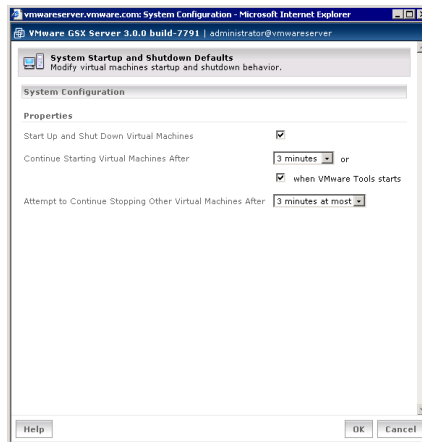 vmwareserver.vmware.com: System Configuration - Microsoft Internet Explorer
VMware GSX Server 3.0.0 build-7791 | administrator@vmwareserver
System Startup and Shutdown Defaults
Modify virtual machines startup and shutdown behavior.
System Configuration
Properties
Start Up and Shut Down Virtual Machines
Continue Starting Virtual Machines After 3 minutes or
when VMware Tools starts
Attempt to Continue Stopping Other Virtual Machines After 3 minutes at most
Help OK Cancel